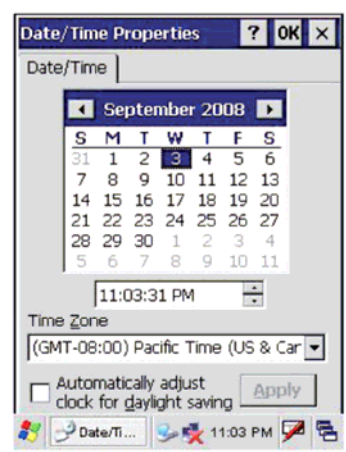 Date/Time Properties ? OK ×
Date/Time
September 2008
S M T W T F S
31 1 2 3 4 5 6
7 8 9 10 11 12 13
14 15 16 17 18 19 20
21 22 23 24 25 26 27
28 29 30 1 2 3 4
5 6 7 8 9 10 11
11:03:31 PM
Time Zone
(GMT-08:00) Pacific Time (US & Car
Automatically adjust
clock for daylight saving
Apply
Date/Ti... 11:03 PM